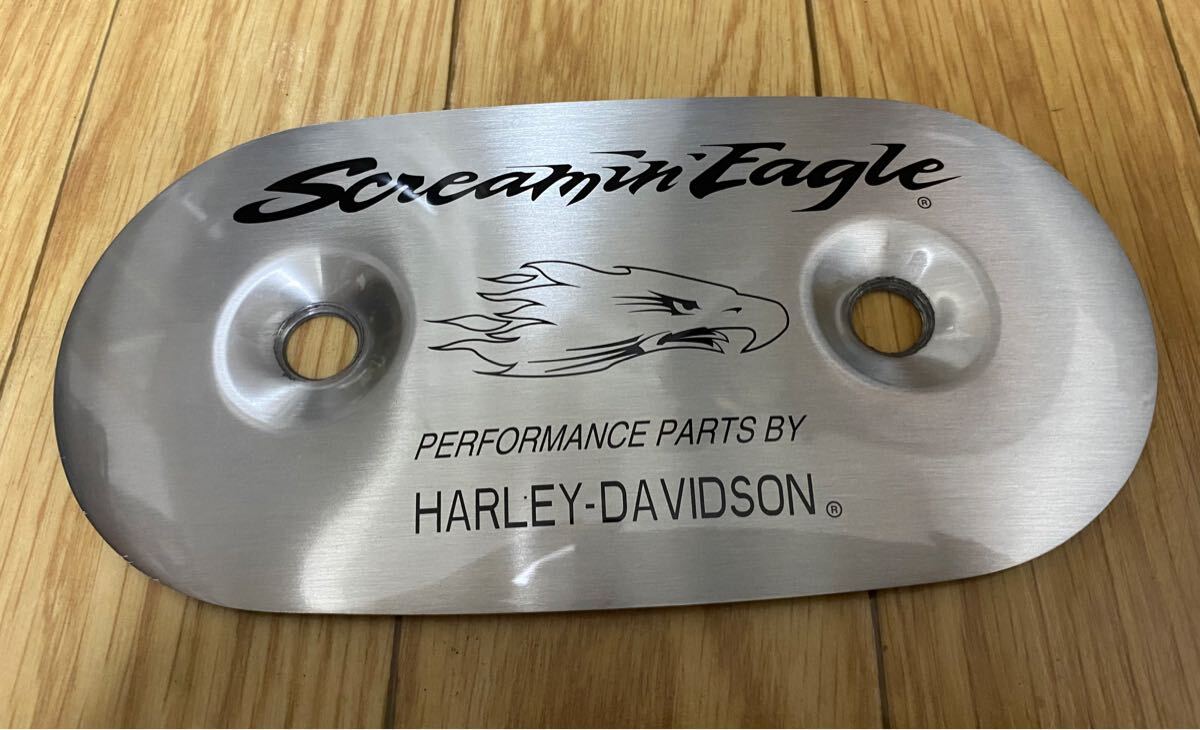 Screamin' Eagle ®
PERFORMANCE PARTS BY
HARLEY-DAVIDSON ®